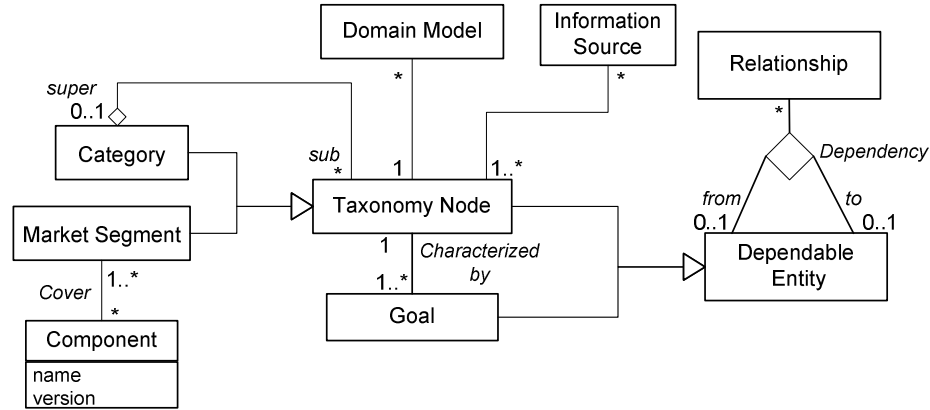 Domain Model
Information
Source
Relationship
super
0..1
*
*
*
Category
sub
*
1
1..*
Dependency
Taxonomy Node
from
0..1
to
0..1
Market Segment
1
Characterized
by
Dependable
Entity
1..*
Cover
*
1..*
Goal
Component
name
version